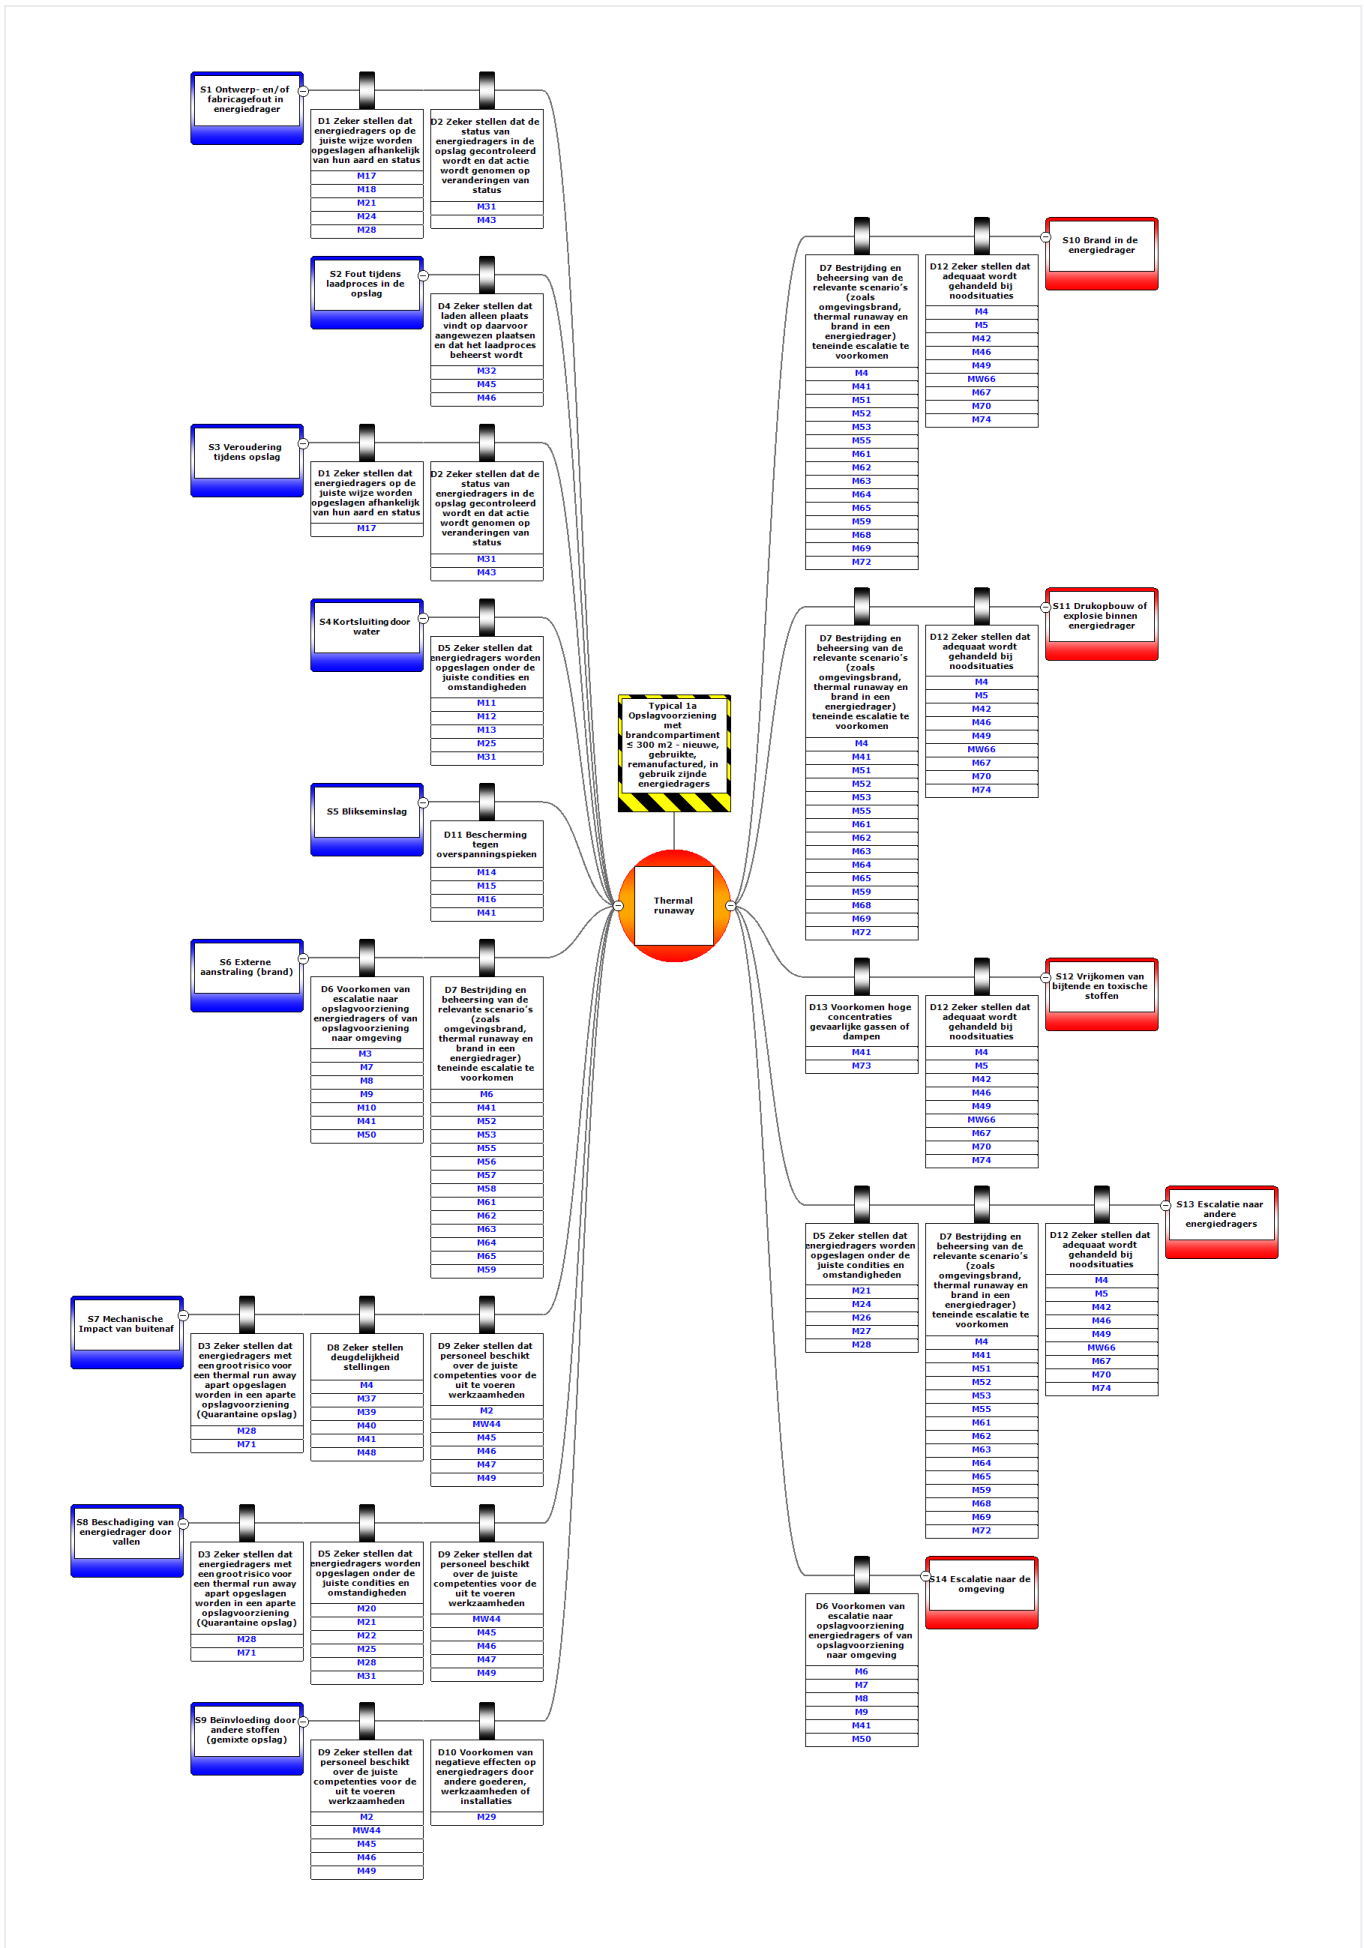 S1 Ontwerp- en/of
fabricagefout in
energiedrager
D1 Zeker stellen dat
energiedragers op de
juiste wijze worden
opgeslagen afhankelijk
van hun aard en status
M17
M18
M21
M24
M28
D2 Zeker stellen dat de
status van
energiedragers in de
opslag gecontroleerd
wordt en dat actie
wordt genomen op
veranderingen van
status
M31
M43
S2 Fout tijdens
laadproces in de
opslag
D4 Zeker stellen dat
laden alleen plaats
vindt op daarvoor
aangewezen plaatsen
en dat het laadproces
beheerst wordt
M32
M45
M46
S3 Veroudering
tijdens opslag
D1 Zeker stellen dat
energiedragers op de
juiste wijze worden
opgeslagen afhankelijk
van hun aard en status
M17
D2 Zeker stellen dat de
status van
energiedragers in de
opslag gecontroleerd
wordt en dat actie
wordt genomen op
veranderingen van
status
M31
M43
S4 Kortsluiting door
water
D5 Zeker stellen dat
energiedragers worden
opgeslagen onder de
juiste condities en
omstandigheden
M11
M12
M13
M25
M31
S5 Blikseminslag
D11 Bescherming
tegen
overspanningspieken
M14
M15
M16
M41
S6 Externe
aanstraling (brand)
D6 Voorkomen van
escalatie naar
opslagvoorziening
energiedragers of van
opslagvoorziening
naar omgeving
M3
M7
M8
M9
M10
M41
M50
D7 Bestrijding en
beheersing van de
relevante scenario's
(zoals
omgevingsbrand,
thermal runaway en
brand in een
energiedrager)
teneinde escalatie te
voorkomen
M6
M41
M52
M53
M55
M56
M57
M58
M61
M62
M63
M64
M65
M59
S7 Mechanische
Impact van buitenaf
D3 Zeker stellen dat
energiedragers met
een groot risico voor
een thermal run away
apart opgeslagen
worden in een aparte
opslagvoorziening
(Quarantaine opslag)
M28
M71
D8 Zeker stellen
deugdelijkheid
stellingen
M4
M37
M39
M40
M41
M48
D9 Zeker stellen dat
personeel beschikt
over de juiste
competenties voor de
uit te voeren
werkzaamheden
M2
MW44
M45
M46
M47
M49
S8 Beschadiging van
energiedrager door
vallen
D3 Zeker stellen dat
energiedragers met
een groot risico voor
een thermal run away
apart opgeslagen
worden in een aparte
opslagvoorziening
(Quarantaine opslag)
M28
M71
D5 Zeker stellen dat
energiedragers worden
opgeslagen onder de
juiste condities en
omstandigheden
M20
M21
M22
M25
M28
M31
D9 Zeker stellen dat
personeel beschikt
over de juiste
competenties voor de
uit te voeren
werkzaamheden
MW44
M45
M46
M47
M49
S9 Beïnvloeding door
andere stoffen
(gemixte opslag)
D9 Zeker stellen dat
personeel beschikt
over de juiste
competenties voor de
uit te voeren
werkzaamheden
M2
MW44
M45
M46
M49
D10 Voorkomen van
negatieve effecten op
energiedragers door
andere goederen,
werkzaamheden of
installaties
M29
Typical 1a
Opslagvoorziening
met
brandcompartiment
≤ 300 m2 - nieuwe,
gebruikte,
remanufactured, in
gebruik zijnde
energiedragers
Thermal
runaway
D7 Bestrijding en
beheersing van de
relevante scenario's
(zoals
omgevingsbrand,
thermal runaway en
brand in een
energiedrager)
teneinde escalatie te
voorkomen
M4
M41
M51
M52
M53
M55
M61
M62
M63
M64
M65
M59
M68
M69
M72
D12 Zeker stellen dat
adequaat wordt
gehandeld bij
noodsituaties
M4
M5
M42
M46
M49
MW66
M67
M70
M74
S10 Brand in de
energiedrager
D7 Bestrijding en
beheersing van de
relevante scenario's
(zoals
omgevingsbrand,
thermal runaway en
brand in een
energiedrager)
teneinde escalatie te
voorkomen
M4
M41
M51
M52
M53
M55
M61
M62
M63
M64
M65
M59
M68
M69
M72
D12 Zeker stellen dat
adequaat wordt
gehandeld bij
noodsituaties
M4
M5
M42
M46
M49
MW66
M67
M70
M74
S11 Drukopbouw of
explosie binnen
energiedrager
D13 Voorkomen hoge
concentraties
gevaarlijke gassen of
dampen
M41
M73
D12 Zeker stellen dat
adequaat wordt
gehandeld bij
noodsituaties
M4
M5
M42
M46
M49
MW66
M67
M70
M74
S12 Vrijkomen van
bijtende en toxische
stoffen
D5 Zeker stellen dat
energiedragers worden
opgeslagen onder de
juiste condities en
omstandigheden
M21
M24
M26
M27
M28
D7 Bestrijding en
beheersing van de
relevante scenario's
(zoals
omgevingsbrand,
thermal runaway en
brand in een
energiedrager)
teneinde escalatie te
voorkomen
M4
M41
M51
M52
M53
M55
M61
M62
M63
M64
M65
M59
M68
M69
M72
D12 Zeker stellen dat
adequaat wordt
gehandeld bij
noodsituaties
M4
M5
M42
M46
M49
MW66
M67
M70
M74
S13 Escalatie naar
andere
energiedragers
D6 Voorkomen van
escalatie naar
opslagvoorziening
energiedragers of van
opslagvoorziening
naar omgeving
M6
M7
M8
M9
M41
M50
S14 Escalatie naar de
omgeving